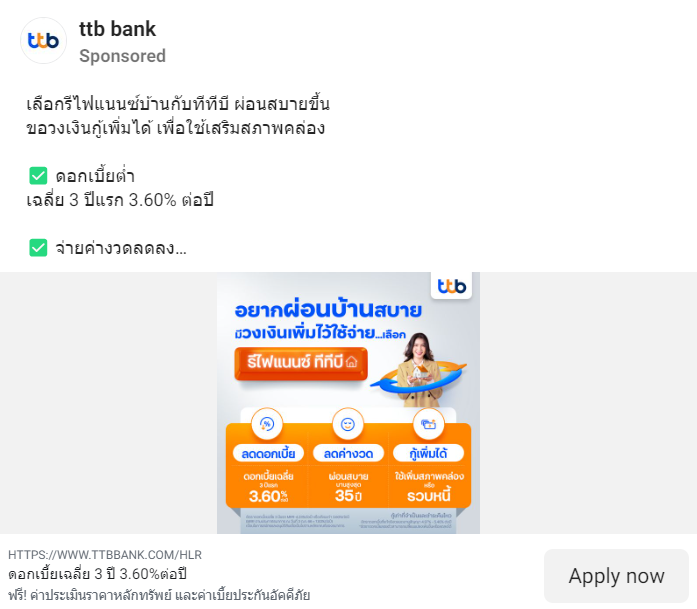 ttb bank
Sponsored
เลือกรีไฟแนนซ์บ้านกับทีทีบี ผ่อนสบายขึ้น
ขอวงเงินกู้เพิ่มได้ เพื่อใช้เสริมสภาพคล่อง
ดอกเบี้ยต่ำ
เฉลี่ย 3 ปีแรก 3.60% ต่อปี
จ่ายค่างวดลดลง...
ttb
ttb
อยากผ่อนบ้านสบาย
มีวงเงินเพิ่มไว้ใช้จ่าย...เลือก
รีไฟแนนซ์ ทีทีบี
ลดดอกเบี้ย ลดค่างวด กู้เพิ่มได้
ดอกเบี้ยเฉลี่ย ผ่อนสบาย ใช้เพิ่มสภาพคล่อง
3 ปีแรก นานสูงสุด หรือ
3.60% 35 ปี รวบหนี้
HTTPS://WWW.TTBBANK.COM/HLR
ดอกเบี้ยเฉลี่ย 3 ปี 3.60%ต่อปี
ฟรี! ค่าประเมินราคาหลักทรัพย์ และค่าเบี้ยประกันอัคคีภัย
Apply now